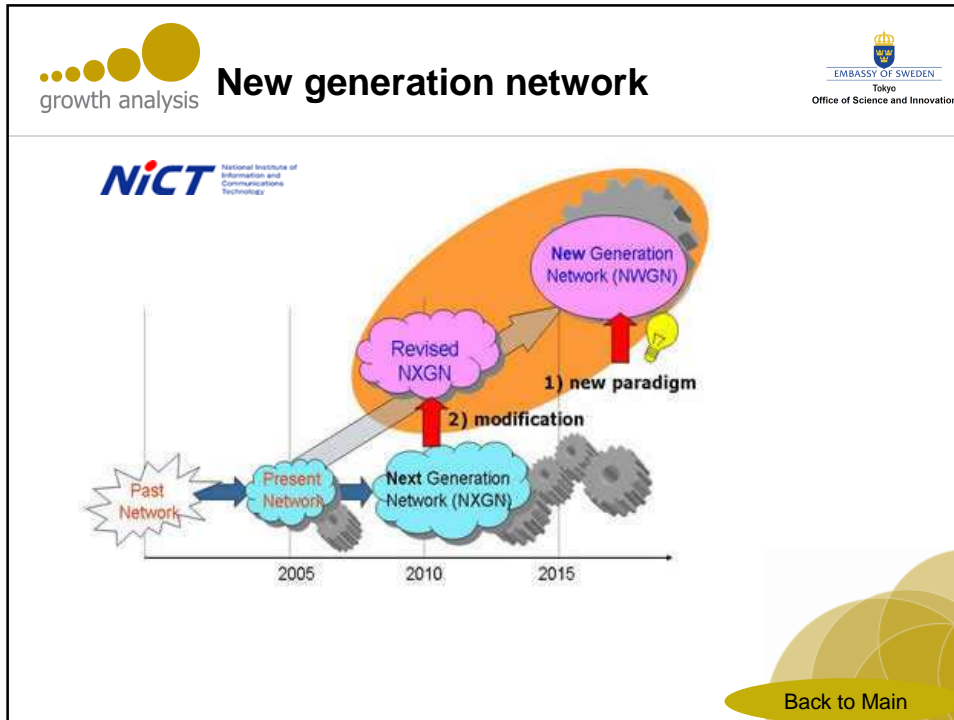 growth analysis
New generation network
EMBASSY OF SWEDEN
Tokyo
Office of Science and Innovation
NiCT
National Institute of
Information and
Communications
Technology
New Generation
Network (NWGN)
Revised
NXGN
1) new paradigm
2) modification
Past
Network
Present
Network
Next Generation
Network (NXGN)
2005
2010
2015
Back to Main